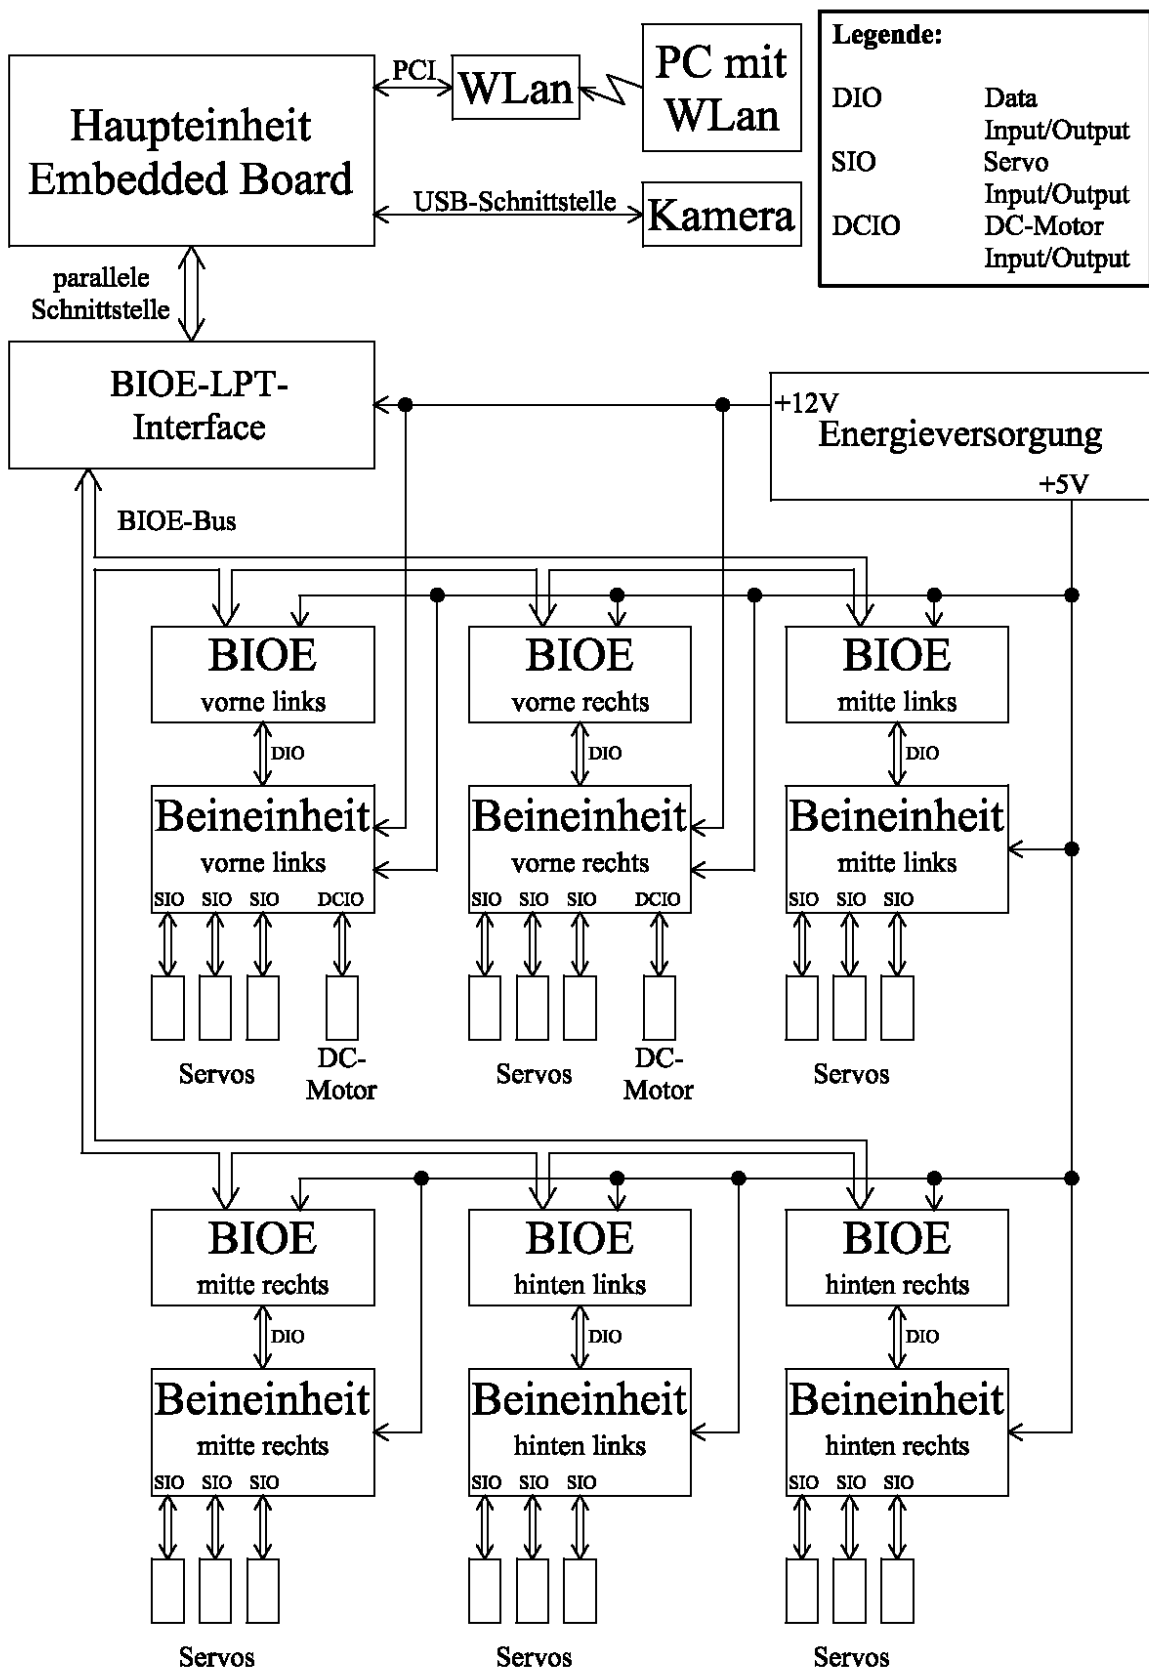 Haupteinheit
Embedded Board
PCI
WLan
PC mit
WLan
USB-Schnittstelle
Kamera
Legende:
DIO Data
Input/Output
SIO Servo
Input/Output
DCIO DC-Motor
Input/Output
parallele
Schnittstelle
BIOE-LPT-
Interface
+12V
Energieversorgung
+5V
BIOE-Bus
BIOE
vorne links
BIOE
vorne rechts
BIOE
mitte links
DIO
DIO
DIO
Beineinheit
vorne links
SIO SIO SIO DCIO
Beineinheit
vorne rechts
SIO SIO SIO DCIO
Beineinheit
mitte links
SIO SIO SIO
Servos
DC-
Motor
Servos
DC-
Motor
Servos
BIOE
mitte rechts
BIOE
hinten links
BIOE
hinten rechts
DIO
DIO
DIO
Beineinheit
mitte rechts
SIO SIO SIO
Beineinheit
hinten links
SIO SIO SIO
Beineinheit
hinten rechts
SIO SIO SIO
Servos
Servos
Servos